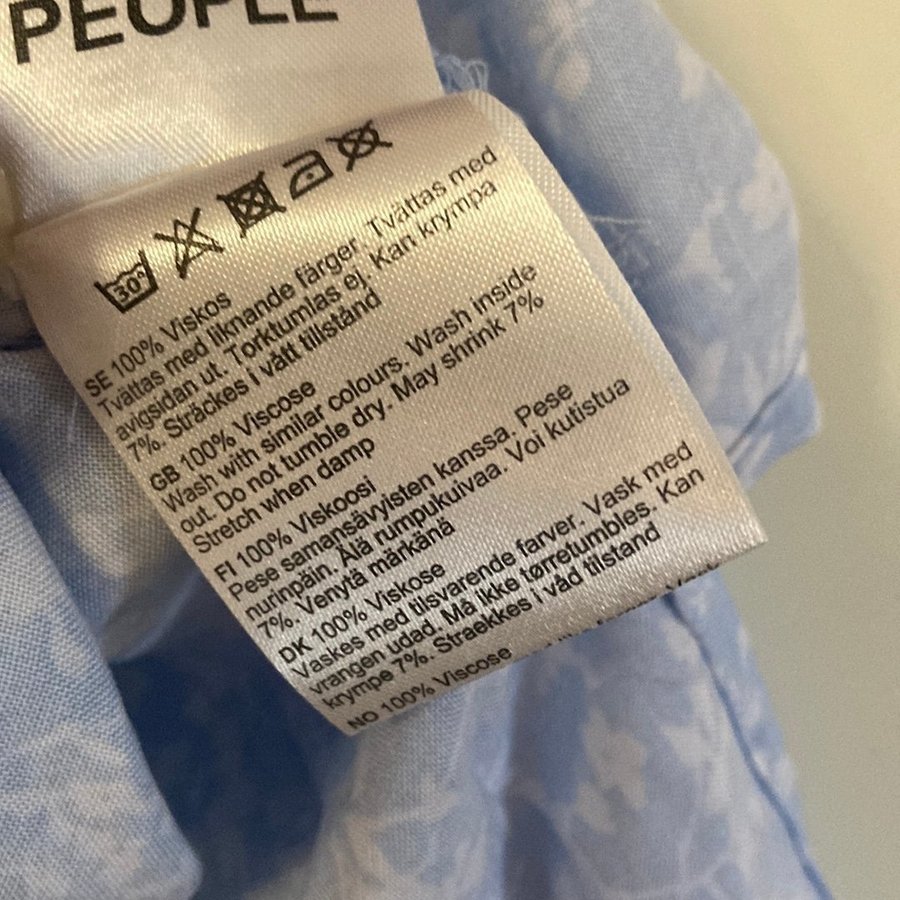 PEOPLE
30°
SE 100% Viskos
Tvättas med liknande färger. Tvättas med
avigsidan ut. Torktumlas ej. Kan krympa
7%. Sträckes i vått tillstånd
GB 100% Viscose
Wash with similar colours. Wash inside
out. Do not tumble dry. May shrink 7%
Stretch when damp
FI 100% Viskoosi
Pese samansävyisten kanssa. Pese
nurinpäin. Älä rumpukuivaa. Voi kutistua
7%. Venytä märkänä
DK 100% Viskose
Vaskes med tilsvarende farver. Vask med
vrangen udad. Må ikke tørretumbles. Kan
krympe 7%. Straekkes i våd tilstand
NO 100% Viscose